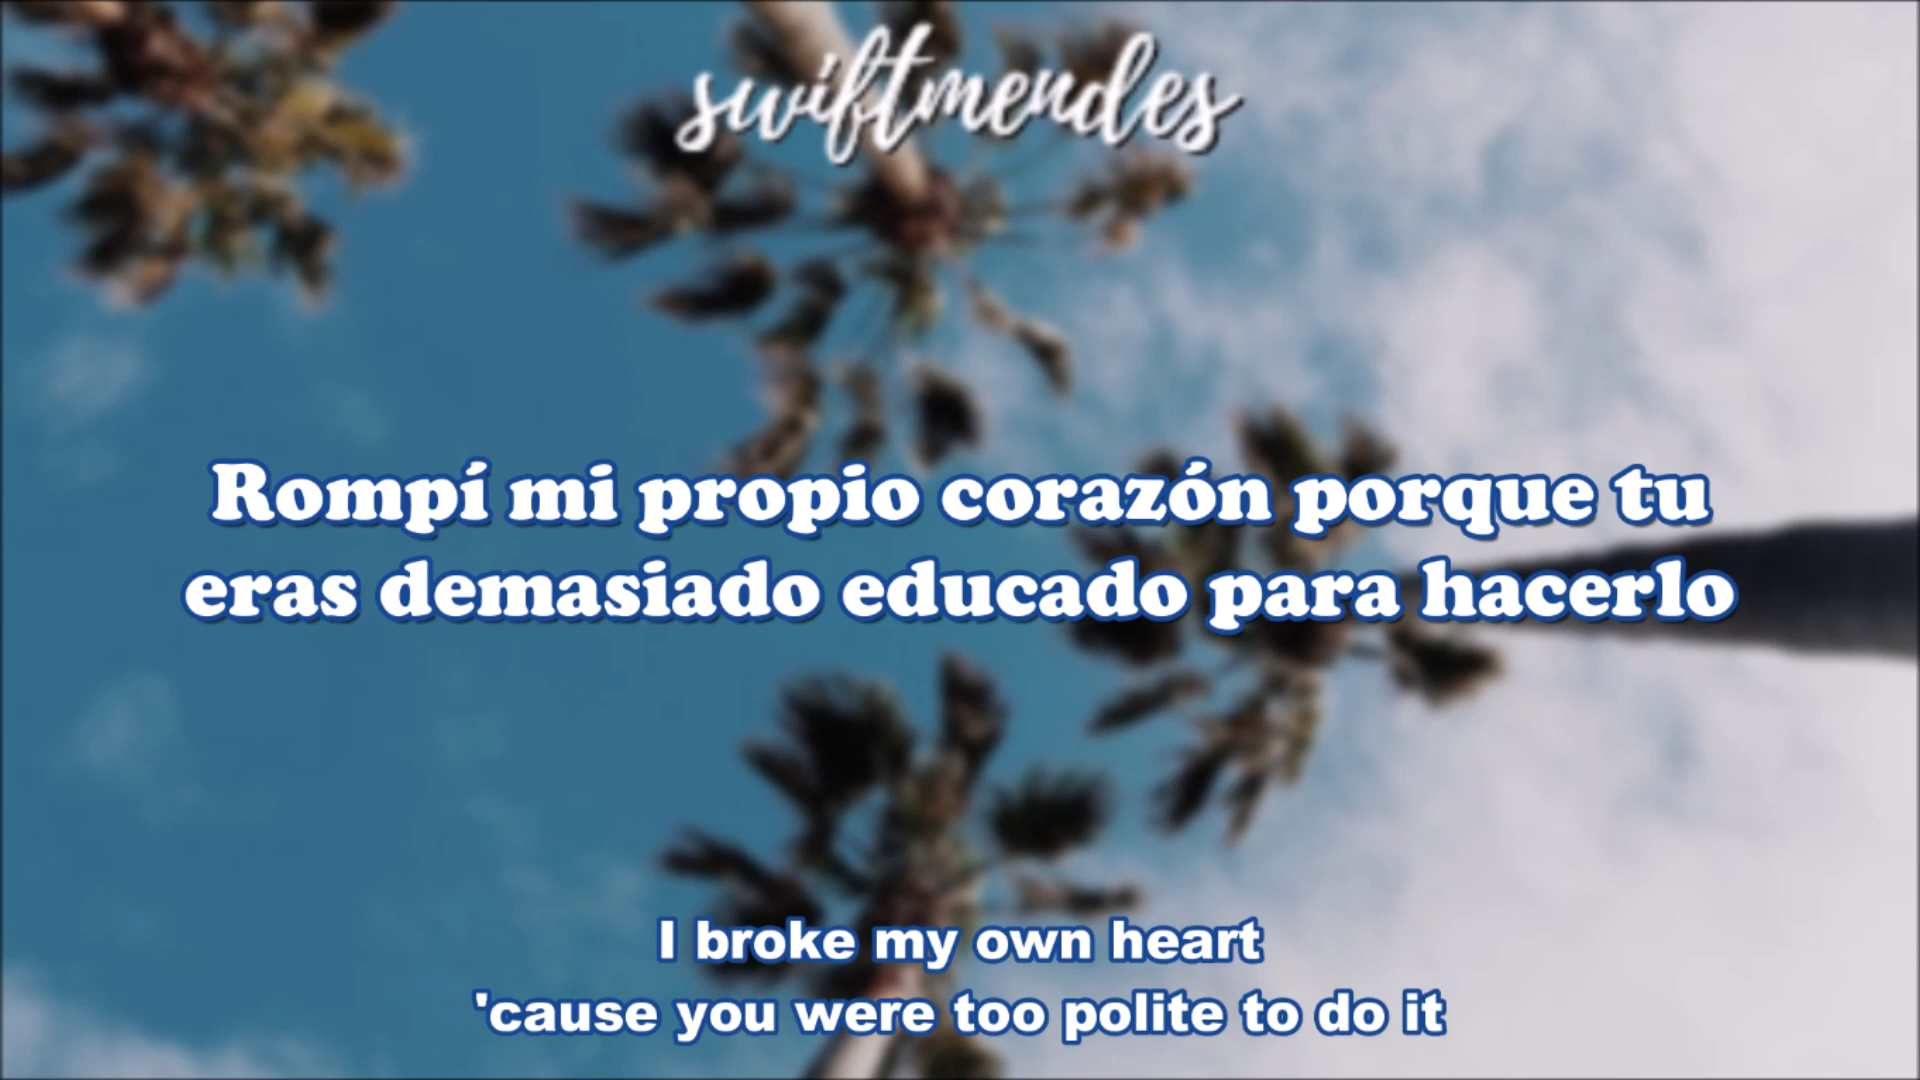 swiftmendes
Rompí mi propio corazón porque tu
eras demasiado educado para hacerlo
I broke my own heart
'cause you were too polite to do it